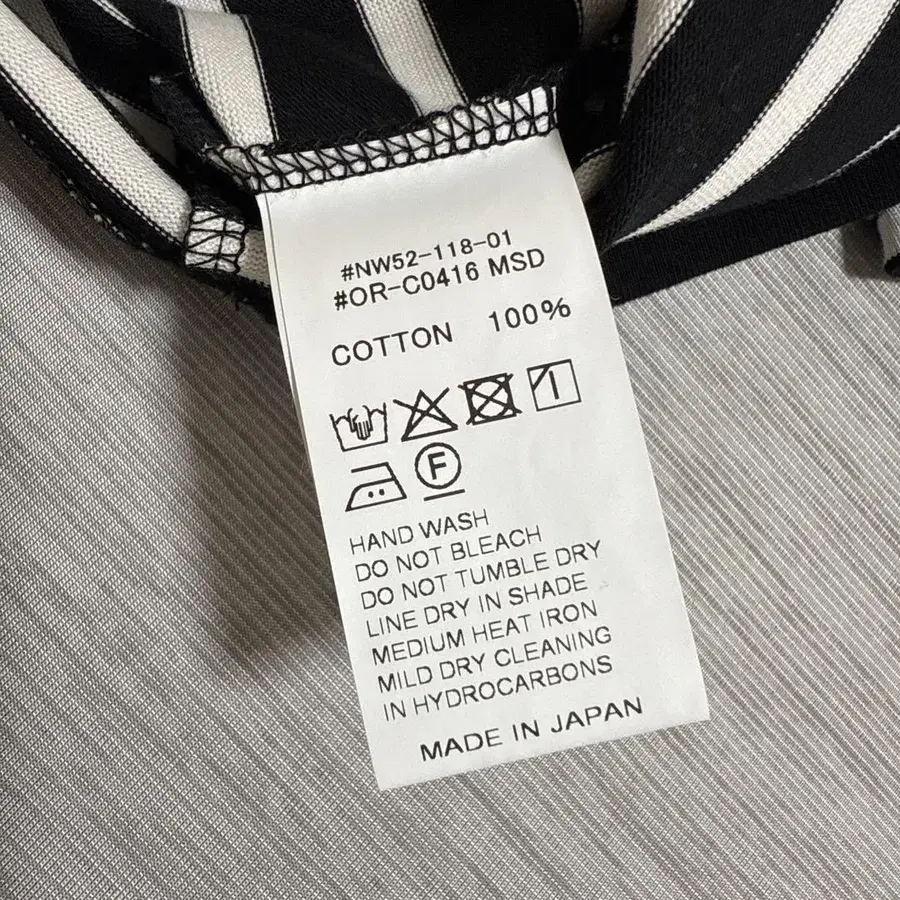 #NW52-118-01
#OR-C0416 MSD
COTTON 100%
F
HAND WASH
DO NOT BLEACH
DO NOT TUMBLE DRY
LINE DRY IN SHADE
MEDIUM HEAT IRON
MILD DRY CLEANING
IN HYDROCARBONS
MADE IN JAPAN